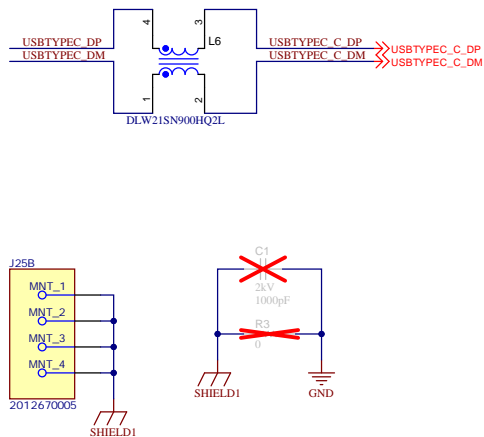 4
3
L6
USBTYPEC_DP
USBTYPEC_C_DP
USBTYPEC_C_DP
USBTYPEC_DM
USBTYPEC_C_DM
USBTYPEC_C_DM
1
2
DLW21SN900HQ2L
J25B
MNT_1
MNT_2
MNT_3
MNT_4
2012670005
SHIELD1
C1
2kV
1000pF
R3
0
SHIELD1
GND